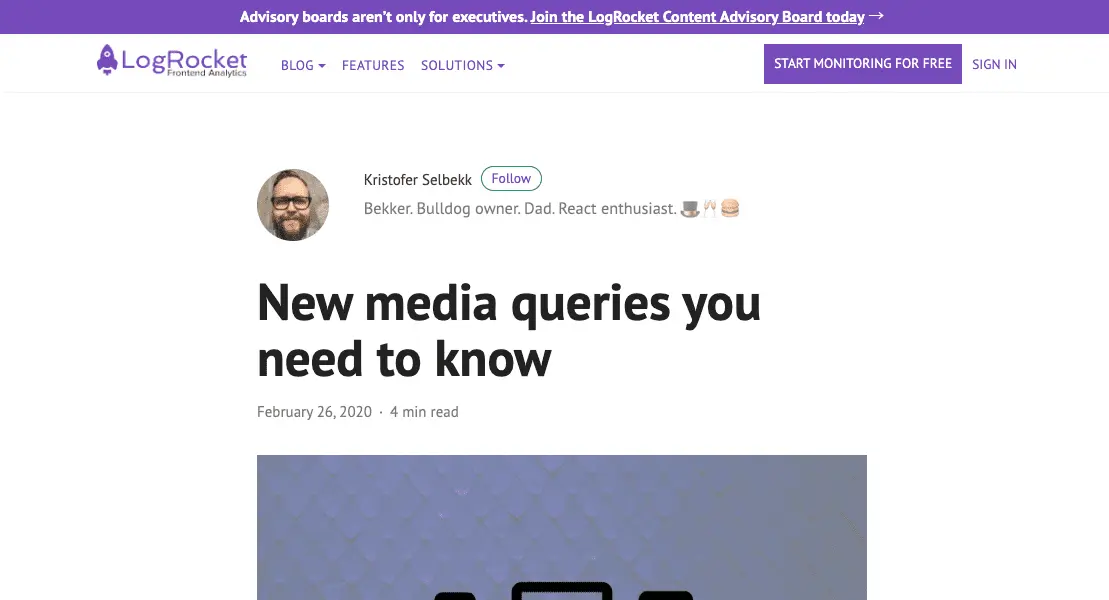 Advisory boards aren’t only for executives. Join the LogRocket Content Advisory Board today →
LogRocket
Frontend Analytics
BLOG FEATURES SOLUTIONS
START MONITORING FOR FREE SIGN IN
Kristofer Selbekk Follow
Bekker. Bulldog owner. Dad. React enthusiast. 🎩🥂🍔
New media queries you
need to know
February 26, 2020 · 4 min read